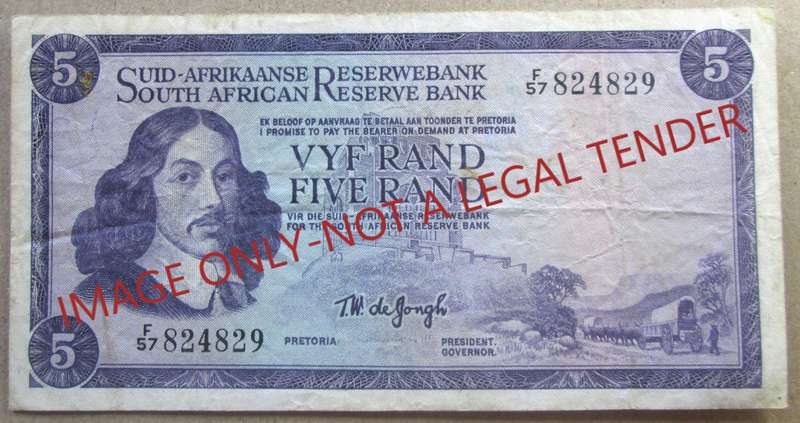 5
5
SUID-AFRIKAANSE RESERWEBANK
SOUTH AFRICAN RESERVE BANK
F/57 824829
EK BELOOF OP AANVRAAG TE BETAAL AAN TOONDER TE PRETORIA
I PROMISE TO PAY THE BEARER ON DEMAND AT PRETORIA
VYF RAND
FIVE RAND
VIR DIE SUID-AFRIKAANSE RESERWEBANK
FOR THE SOUTH AFRICAN RESERVE BANK
IMAGE ONLY-NOT A LEGAL TENDER
T.W. de Jongh
F/57 824829
PRETORIA
PRESIDENT.
GOVERNOR.
5